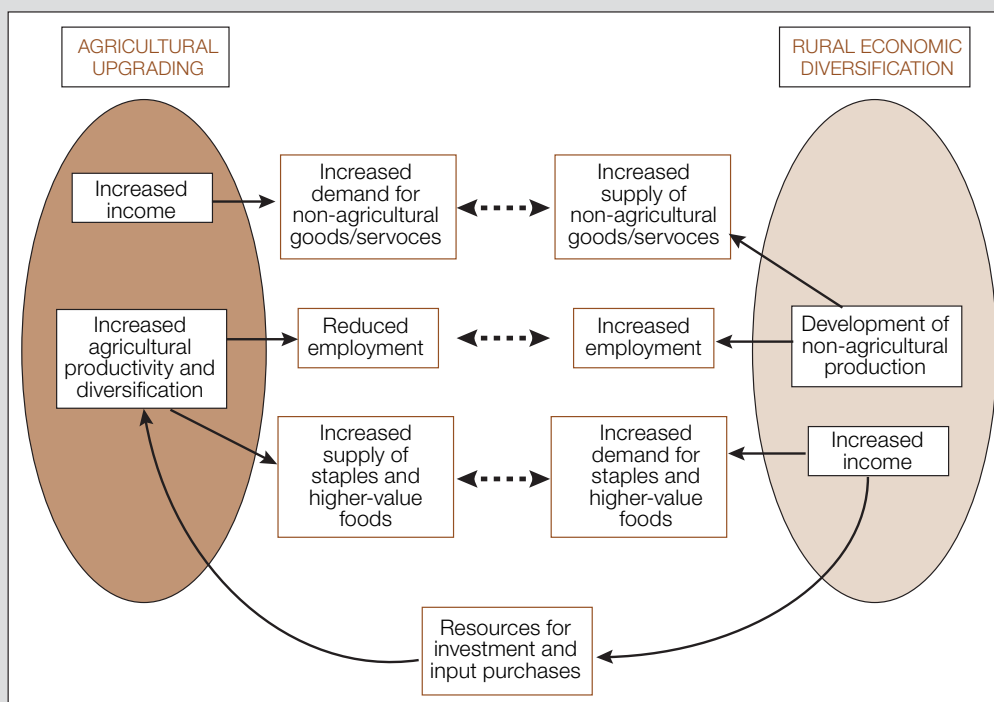 AGRICULTURAL
UPGRADING
RURAL ECONOMIC
DIVERSIFICATION
Increased
income
Increased
demand for
non-agricultural
goods/servoces
Increased
supply of
non-agricultural
goods/servoces
Increased
agricultural
productivity and
diversification
Reduced
employment
Increased
employment
Development of
non-agricultural
production
Increased
supply of
staples and
higher-value
foods
Increased
demand for
staples and
higher-value
foods
Increased
income
Resources for
investment and
input purchases